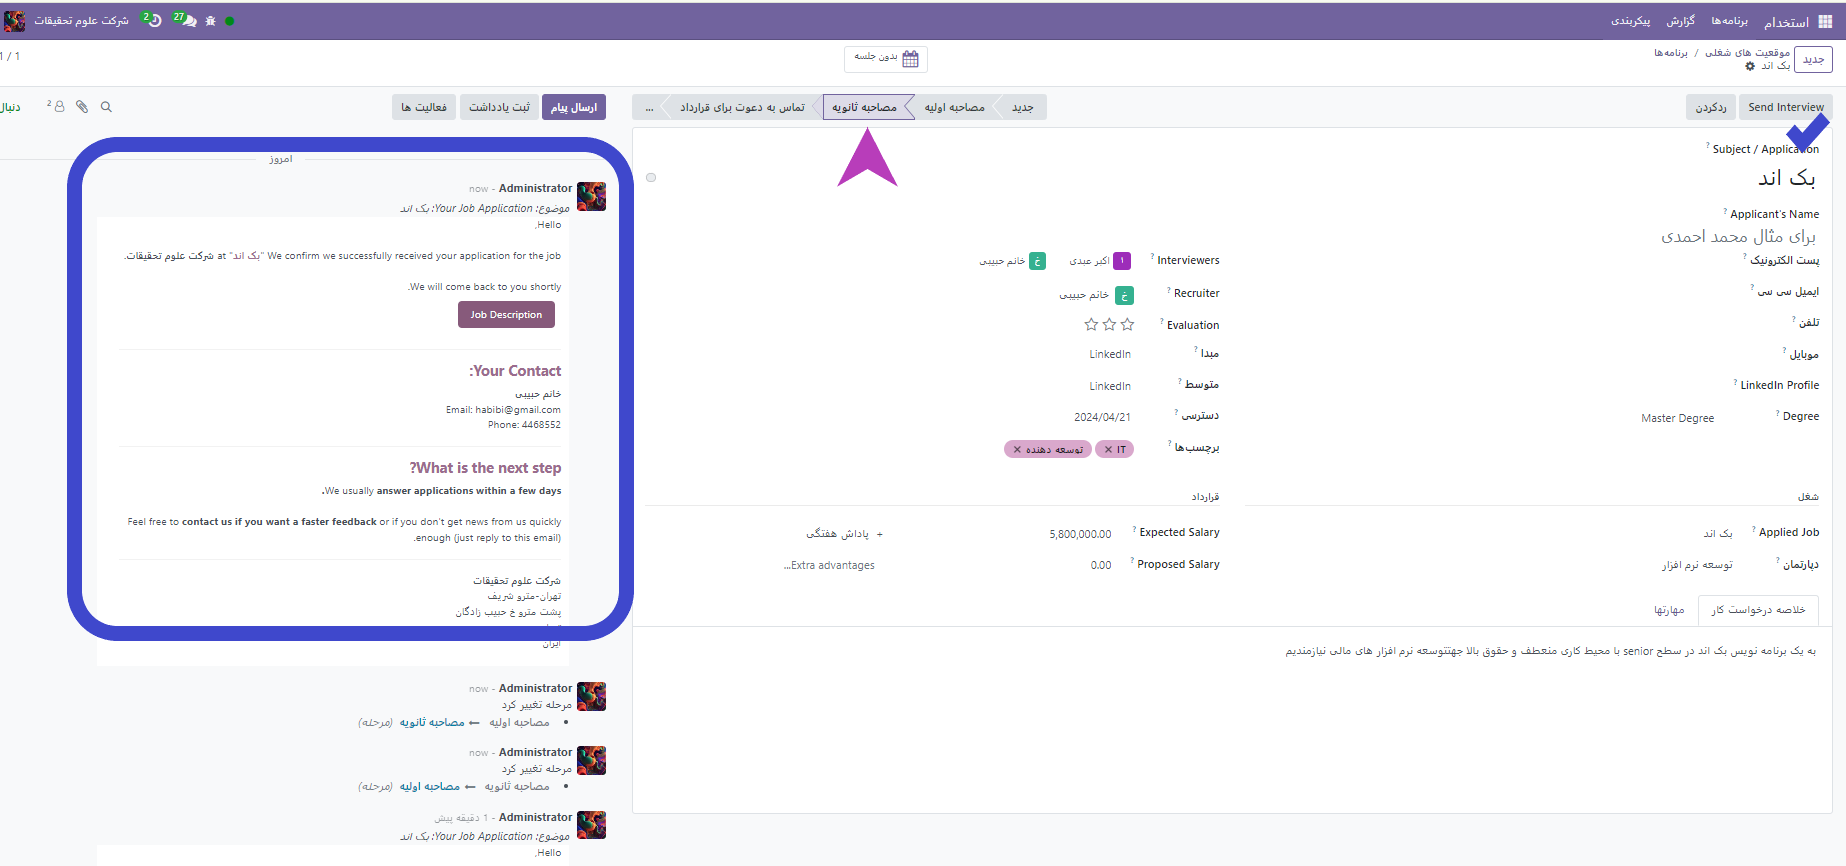 استخدام برنامه‌ها گزارش پیکربندی
27 2 شرکت علوم تحقیقات
جدید
موقعیت های شغلی / برنامه‌ها
بک اند
بدون جلسه
1 / 1
Send Interview
ردکردن
جدید
مصاحبه اولیه
مصاحبه ثانویه
تماس به دعوت برای قرارداد
...
ارسال پیام
ثبت یادداشت
فعالیت ها
2
دنبال
Subject / Application ?
بک اند
Applicant's Name ?
برای مثال محمد احمدی
پست الکترونیک ?
ایمیل سی سی ?
تلفن ?
موبایل ?
LinkedIn Profile ?
Degree ? Master Degree
Interviewers ? ۱ اکبر عبدی خ خانم حبیبی
Recruiter ? خ خانم حبیبی
Evaluation ?
مبدا ? LinkedIn
متوسط ? LinkedIn
دسترسی ? 2024/04/21
برچسب‌ها ? IT × توسعه دهنده ×
شغل
Applied Job ? بک اند
دپارتمان ? توسعه نرم افزار
قرارداد
Expected Salary ? 5,800,000.00 + پاداش هفتگی
Proposed Salary ? 0.00 Extra advantages...
خلاصه درخواست کار
مهارتها
به یک برنامه نویس بک اند در سطح senior با محیط کاری منعطف و حقوق بالا جهتتوسعه نرم افزار های مالی نیازمندیم
امروز
Administrator - now
موضوع: Your Job Application: بک اند
Hello,
We confirm we successfully received your application for the job "بک اند" at شرکت علوم تحقیقات.
We will come back to you shortly.
Job Description
Your Contact:
خانم حبیبی
Email: habibi@gmail.com
Phone: 4468552
What is the next step?
We usually answer applications within a few days.
Feel free to contact us if you want a faster feedback or if you don't get news from us quickly
enough (just reply to this email).
شرکت علوم تحقیقات
تهران-مترو شریف
پشت مترو خ حبیب زادگان
ایران
Administrator - now
مرحله تغییر کرد
مصاحبه اولیه ← مصاحبه ثانویه (مرحله)
Administrator - now
مرحله تغییر کرد
مصاحبه ثانویه ← مصاحبه اولیه (مرحله)
Administrator - 1 دقیقه پیش
موضوع: Your Job Application: بک اند
Hello,